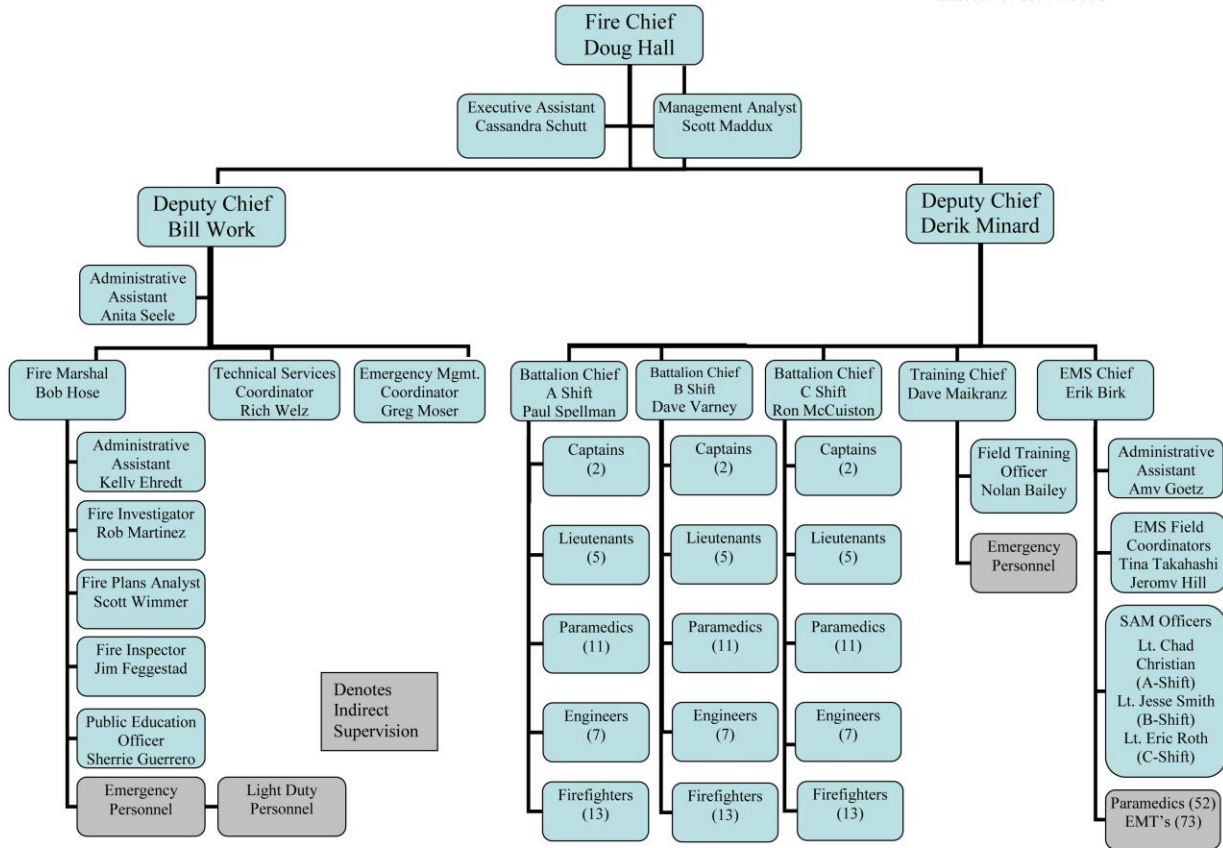 Fire Chief
Doug Hall
Executive Assistant
Cassandra Schutt
Management Analyst
Scott Maddux
Deputy Chief
Bill Work
Deputy Chief
Derik Minard
Administrative
Assistant
Anita Seele
Fire Marshal
Bob Hose
Technical Services
Coordinator
Rich Welz
Emergency Mgmt.
Coordinator
Greg Moser
Battalion Chief
A Shift
Paul Spellman
Battalion Chief
B Shift
Dave Varney
Battalion Chief
C Shift
Ron McCuiston
Training Chief
Dave Maikranz
EMS Chief
Erik Birk
Administrative
Assistant
Kelly Ehredt
Fire Investigator
Rob Martinez
Fire Plans Analyst
Scott Wimmer
Fire Inspector
Jim Feggestad
Public Education
Officer
Sherrie Guerrero
Emergency
Personnel
Light Duty
Personnel
Denotes
Indirect
Supervision
Captains
(2)
Lieutenants
(5)
Paramedics
(11)
Engineers
(7)
Firefighters
(13)
Captains
(2)
Lieutenants
(5)
Paramedics
(11)
Engineers
(7)
Firefighters
(13)
Captains
(2)
Lieutenants
(5)
Paramedics
(11)
Engineers
(7)
Firefighters
(13)
Field Training
Officer
Nolan Bailey
Emergency
Personnel
Administrative
Assistant
Amy Goetz
EMS Field
Coordinators
Tina Takahashi
Jeromy Hill
SAM Officers
Lt. Chad
Christian
(A-Shift)
Lt. Jesse Smith
(B-Shift)
Lt. Eric Roth
(C-Shift)
Paramedics (52)
EMT's (73)